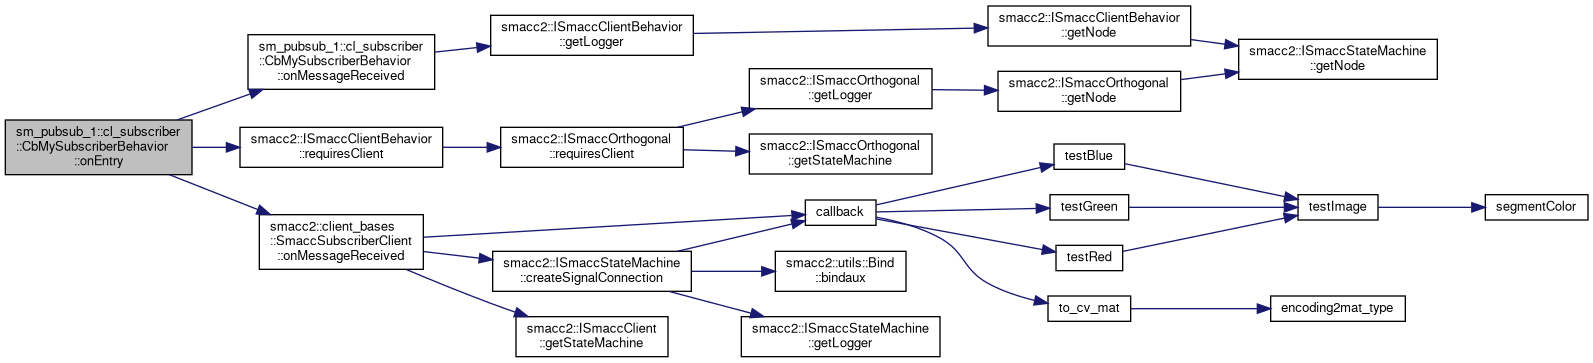 sm_pubsub_1::cl_subscriber
::CbMySubscriberBehavior
::onEntry
sm_pubsub_1::cl_subscriber
::CbMySubscriberBehavior
::onMessageReceived
smacc2::ISmaccClientBehavior
::getLogger
smacc2::ISmaccClientBehavior
::getNode
smacc2::ISmaccStateMachine
::getNode
smacc2::ISmaccClientBehavior
::requiresClient
smacc2::ISmaccOrthogonal
::requiresClient
smacc2::ISmaccOrthogonal
::getLogger
smacc2::ISmaccOrthogonal
::getNode
smacc2::ISmaccOrthogonal
::getStateMachine
smacc2::client_bases
::SmaccSubscriberClient
::onMessageReceived
smacc2::ISmaccStateMachine
::createSignalConnection
smacc2::ISmaccClient
::getStateMachine
callback
smacc2::utils::Bind
::bindaux
smacc2::ISmaccStateMachine
::getLogger
testBlue
testGreen
testRed
to_cv_mat
testImage
segmentColor
encoding2mat_type